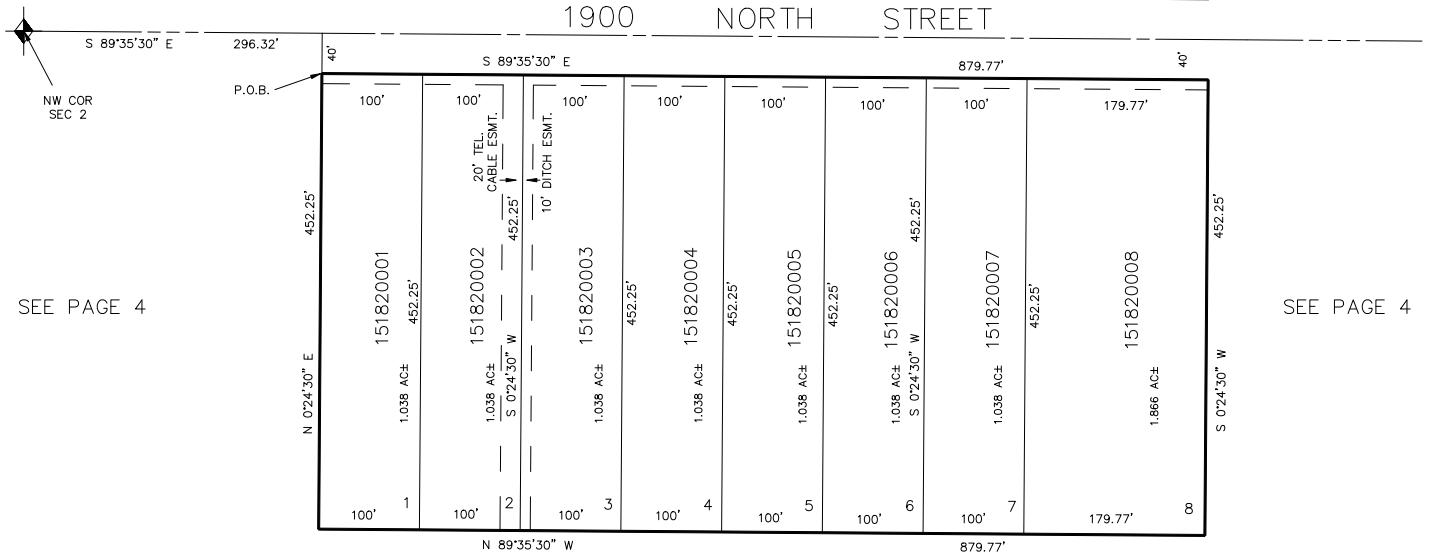 1900 NORTH STREET
S 89°35'30" E
296.32'
40'
S 89°35'30" E
879.77'
40'
NW COR
SEC 2
P.O.B.
100'
100'
100'
100'
100'
100'
100'
179.77'
20' TEL.
CABLE ESMT.
10' DITCH ESMT.
452.25'
N 0°24'30" E
151820001
1.038 AC±
452.25'
151820002
1.038 AC±
452.25'
S 0°24'30" W
151820003
1.038 AC±
452.25'
151820004
1.038 AC±
452.25'
151820005
1.038 AC±
452.25'
151820006
1.038 AC±
452.25'
S 0°24'30" W
151820007
1.038 AC±
452.25'
151820008
1.866 AC±
452.25'
S 0°24'30" W
SEE PAGE 4
SEE PAGE 4
1
2
3
4
5
6
7
8
100'
100'
100'
100'
100'
100'
100'
179.77'
N 89°35'30" W
879.77'